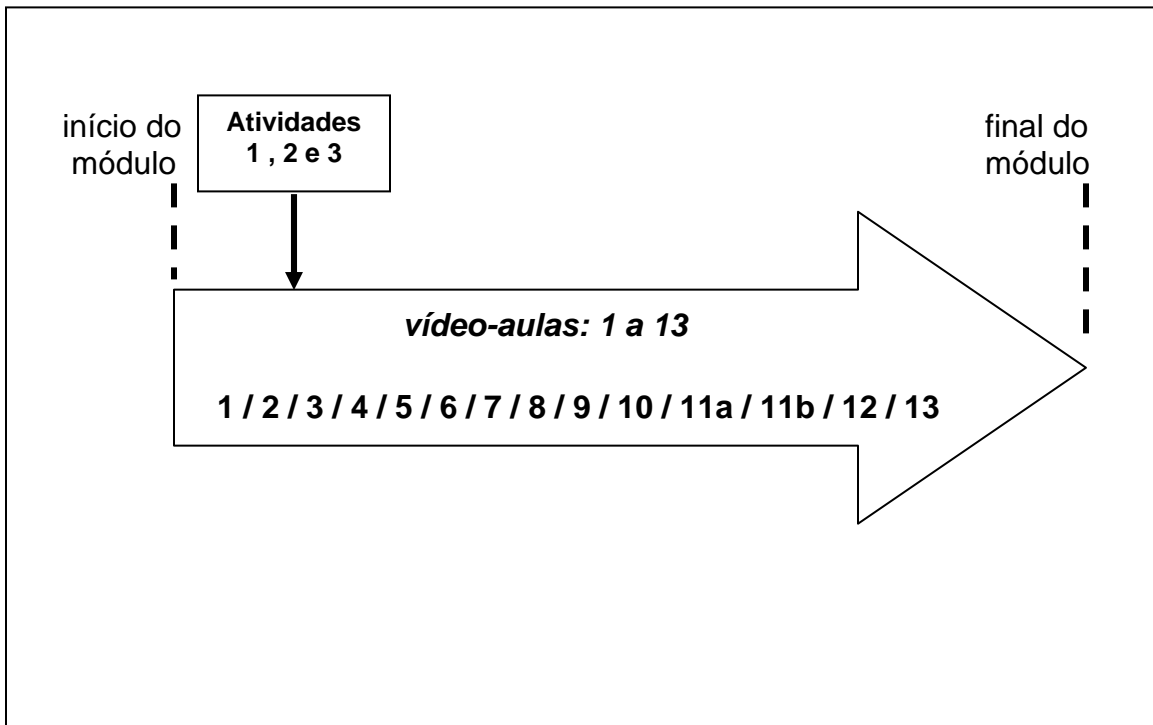 início do
módulo
Atividades
1 , 2 e 3
final do
módulo
vídeo-aulas: 1 a 13
1 / 2 / 3 / 4 / 5 / 6 / 7 / 8 / 9 / 10 / 11a / 11b / 12 / 13